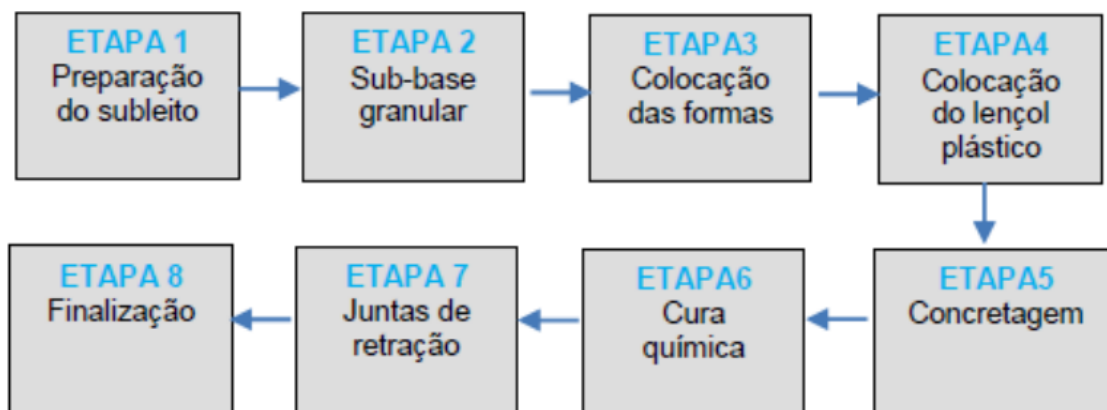 ETAPA 1
Preparação
do subleito
ETAPA 2
Sub-base
granular
ETAPA3
Colocação
das formas
ETAPA4
Colocação
do lençol
plástico
ETAPA5
Concretagem
ETAPA6
Cura
química
ETAPA 7
Juntas de
retração
ETAPA 8
Finalização